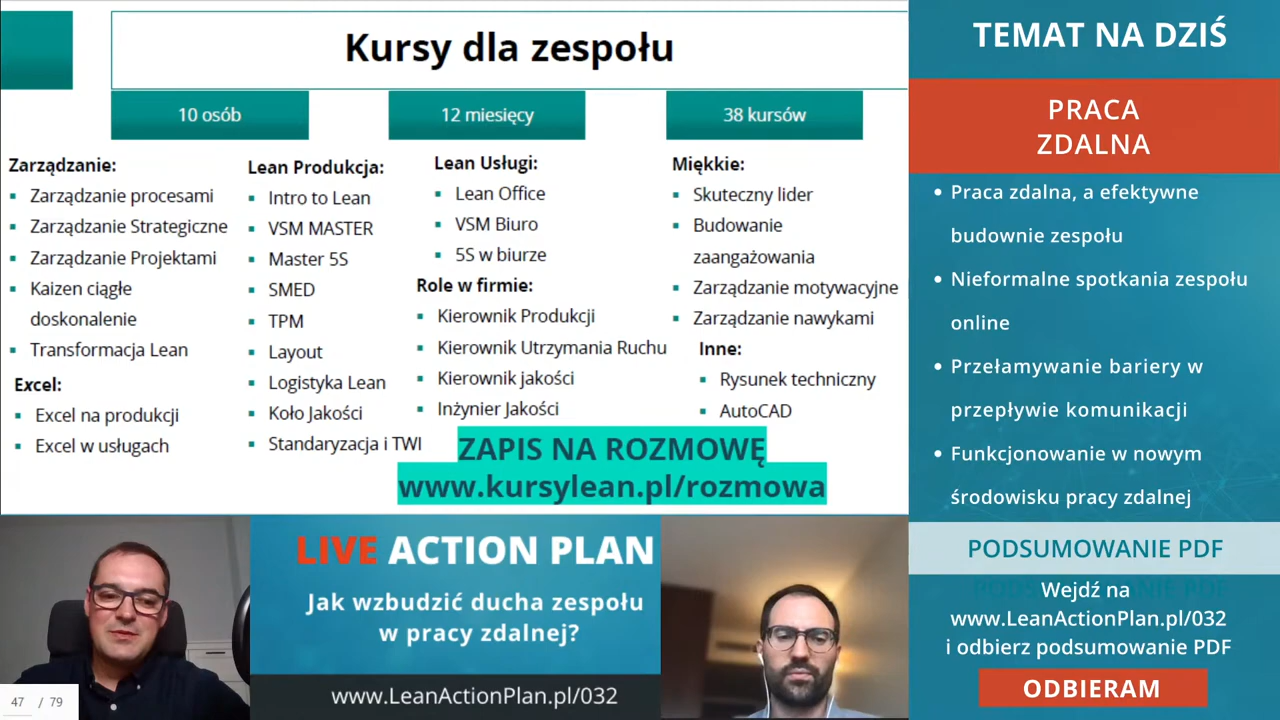 Kursy dla zespołu
10 osób
12 miesięcy
38 kursów
Zarządzanie:
Zarządzanie procesami
Zarządzanie Strategiczne
Zarządzanie Projektami
Kaizen ciągłe
doskonalenie
Transformacja Lean
Excel:
Excel na produkcji
Excel w usługach
Lean Produkcja:
Intro to Lean
VSM MASTER
Master 5S
SMED
TPM
Layout
Logistyka Lean
Koło Jakości
Standaryzacja i TWI
Lean Usługi:
Lean Office
VSM Biuro
5S w biurze
Role w firmie:
Kierownik Produkcji
Kierownik Utrzymania Ruchu
Kierownik jakości
Inżynier Jakości
Miękkie:
Skuteczny lider
Budowanie
zaangażowania
Zarządzanie motywacyjne
Zarządzanie nawykami
Inne:
Rysunek techniczny
AutoCAD
ZAPIS NA ROZMOWĘ
www.kursylean.pl/rozmowa
47 / 79
LIVE ACTION PLAN
Jak wzbudzić ducha zespołu
w pracy zdalnej?
www.LeanActionPlan.pl/032
TEMAT NA DZIŚ
PRACA
ZDALNA
Praca zdalna, a efektywne
budownie zespołu
Nieformalne spotkania zespołu
online
Przełamywanie bariery w
przepływie komunikacji
Funkcjonowanie w nowym
środowisku pracy zdalnej
PODSUMOWANIE PDF
Wejdź na
www.LeanActionPlan.pl/032
i odbierz podsumowanie PDF
ODBIERAM